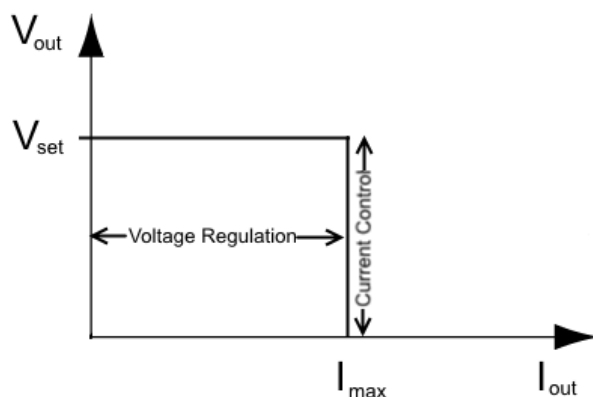 Vout
Vset
Voltage Regulation
Current Control
Imax
Iout